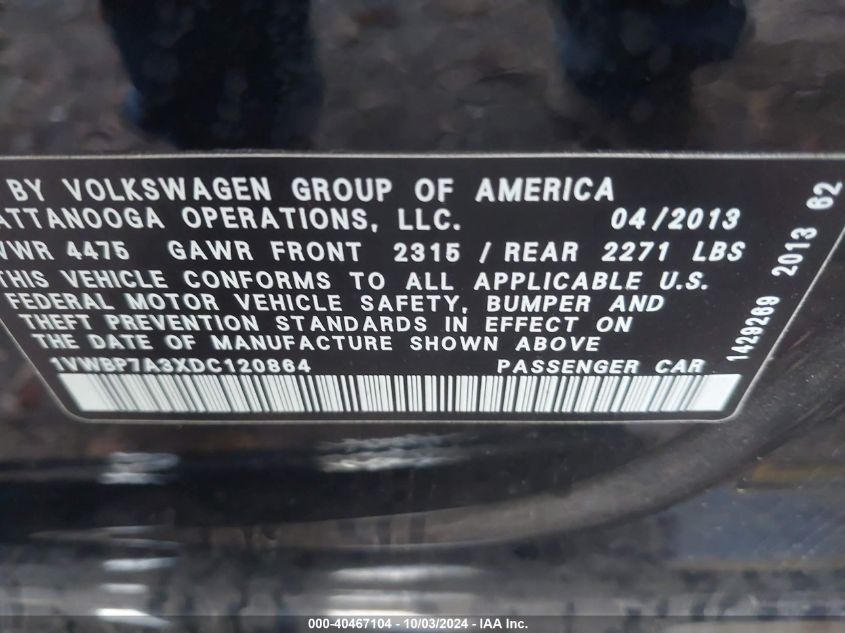 BY VOLKSWAGEN GROUP OF AMERICA
ATTANOOGA OPERATIONS, LLC. 04/2013
VWR 4475 GAWR FRONT 2315 / REAR 2271 LBS
THIS VEHICLE CONFORMS TO ALL APPLICABLE U.S.
FEDERAL MOTOR VEHICLE SAFETY, BUMPER AND
THEFT PREVENTION STANDARDS IN EFFECT ON
THE DATE OF MANUFACTURE SHOWN ABOVE
1VWBP7A3XDC120864 PASSENGER CAR
1429269 2013 62
000-40467104 - 10/03/2024 - IAA Inc.